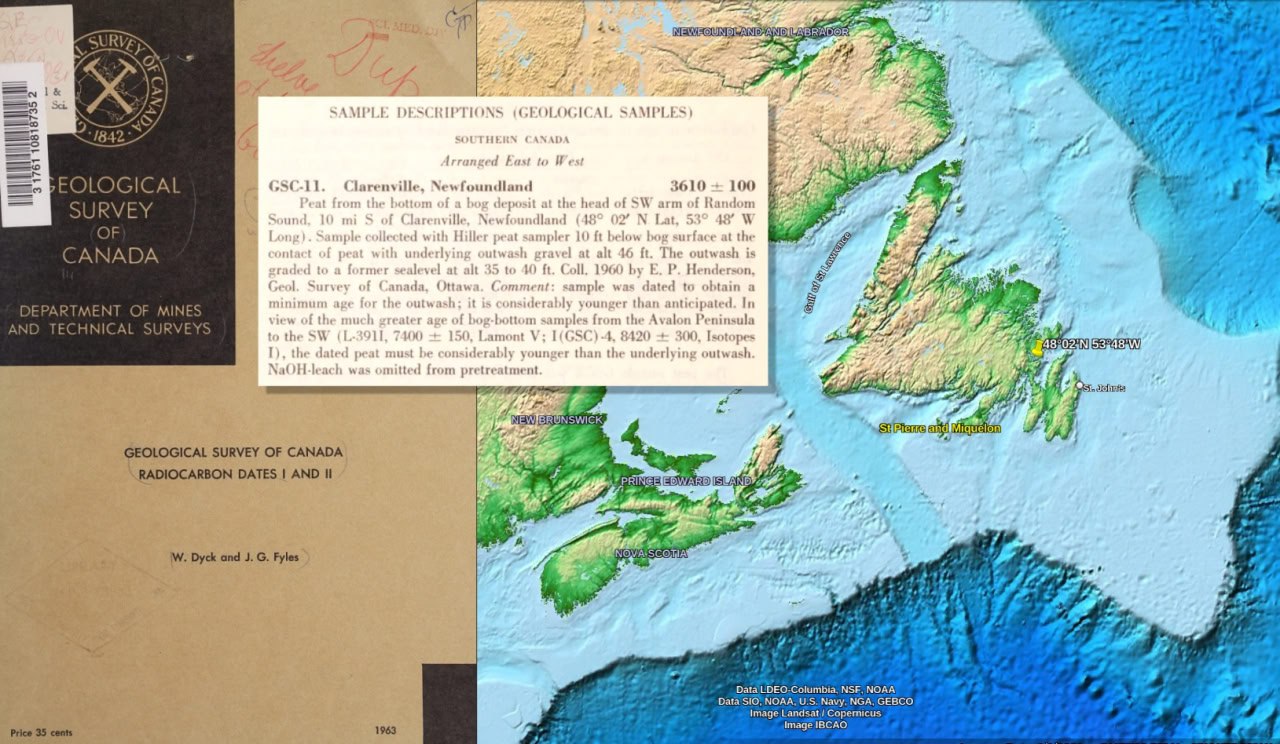 GEOLOGICAL SURVEY OF CANADA
·1842·
Sci.
3 1761 10818735 2
GEOLOGICAL
SURVEY
OF
CANADA
DEPARTMENT OF MINES
AND TECHNICAL SURVEYS
Dup
GEOLOGICAL SURVEY OF CANADA
RADIOCARBON DATES I AND II
W. Dyck and J. G. Fyles
Price 35 cents
1963
SAMPLE DESCRIPTIONS (GEOLOGICAL SAMPLES)
SOUTHERN CANADA
Arranged East to West
GSC-11. Clarenville, Newfoundland 3610 ± 100
Peat from the bottom of a bog deposit at the head of SW arm of Random
Sound, 10 mi S of Clarenville, Newfoundland (48° 02′ N Lat, 53° 48′ W
Long). Sample collected with Hiller peat sampler 10 ft below bog surface at the
contact of peat with underlying outwash gravel at alt 46 ft. The outwash is
graded to a former sealevel at alt 35 to 40 ft. Coll. 1960 by E. P. Henderson,
Geol. Survey of Canada, Ottawa. Comment: sample was dated to obtain a
minimum age for the outwash; it is considerably younger than anticipated. In
view of the much greater age of bog-bottom samples from the Avalon Peninsula
to the SW (L-391I, 7400 ± 150, Lamont V; I(GSC)-4, 8420 ± 300, Isotopes
I), the dated peat must be considerably younger than the underlying outwash.
NaOH-leach was omitted from pretreatment.
NEWFOUNDLAND AND LABRADOR
Gulf of St Lawrence
48°02'N 53°48'W
St. John's
St Pierre and Miquelon
NEW BRUNSWICK
PRINCE EDWARD ISLAND
NOVA SCOTIA
Data LDEO-Columbia, NSF, NOAA
Data SIO, NOAA, U.S. Navy, NGA, GEBCO
Image Landsat / Copernicus
Image IBCAO